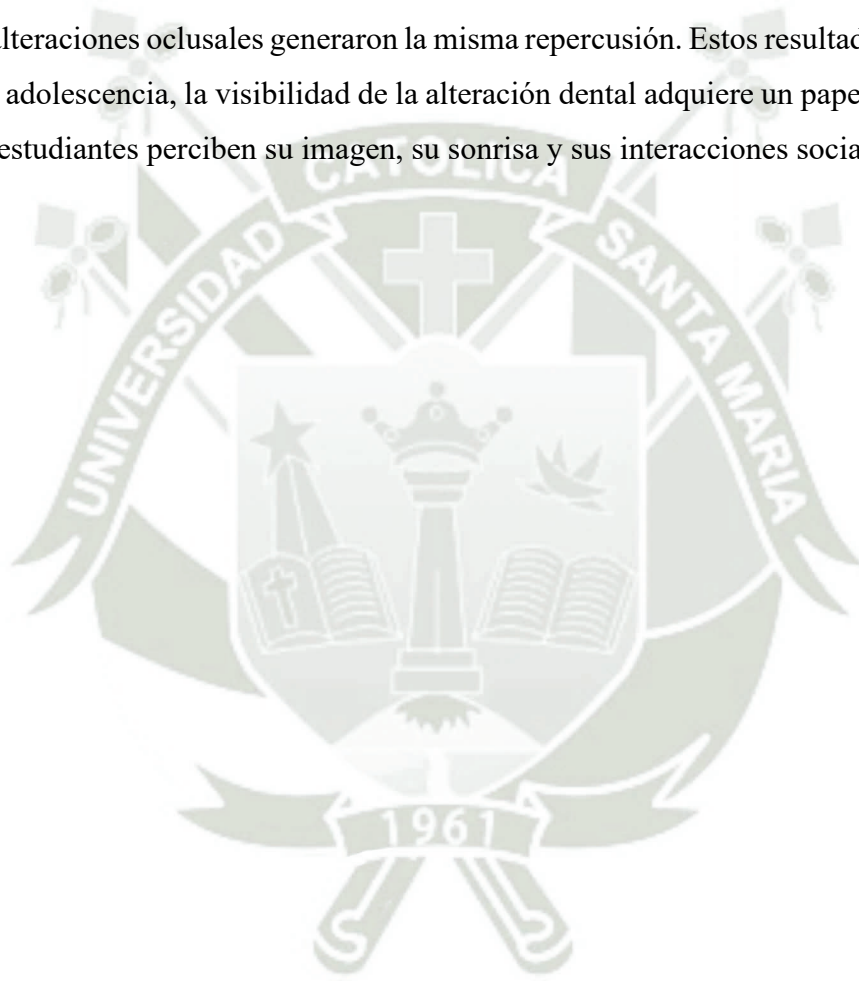 alteraciones oclusales generaron la misma repercusión. Estos resultad
adolescencia, la visibilidad de la alteración dental adquiere un pape
estudiantes perciben su imagen, su sonrisa y sus interacciones socia
UNIVERSIDAD CATOLICA SANTA MARIA
1961